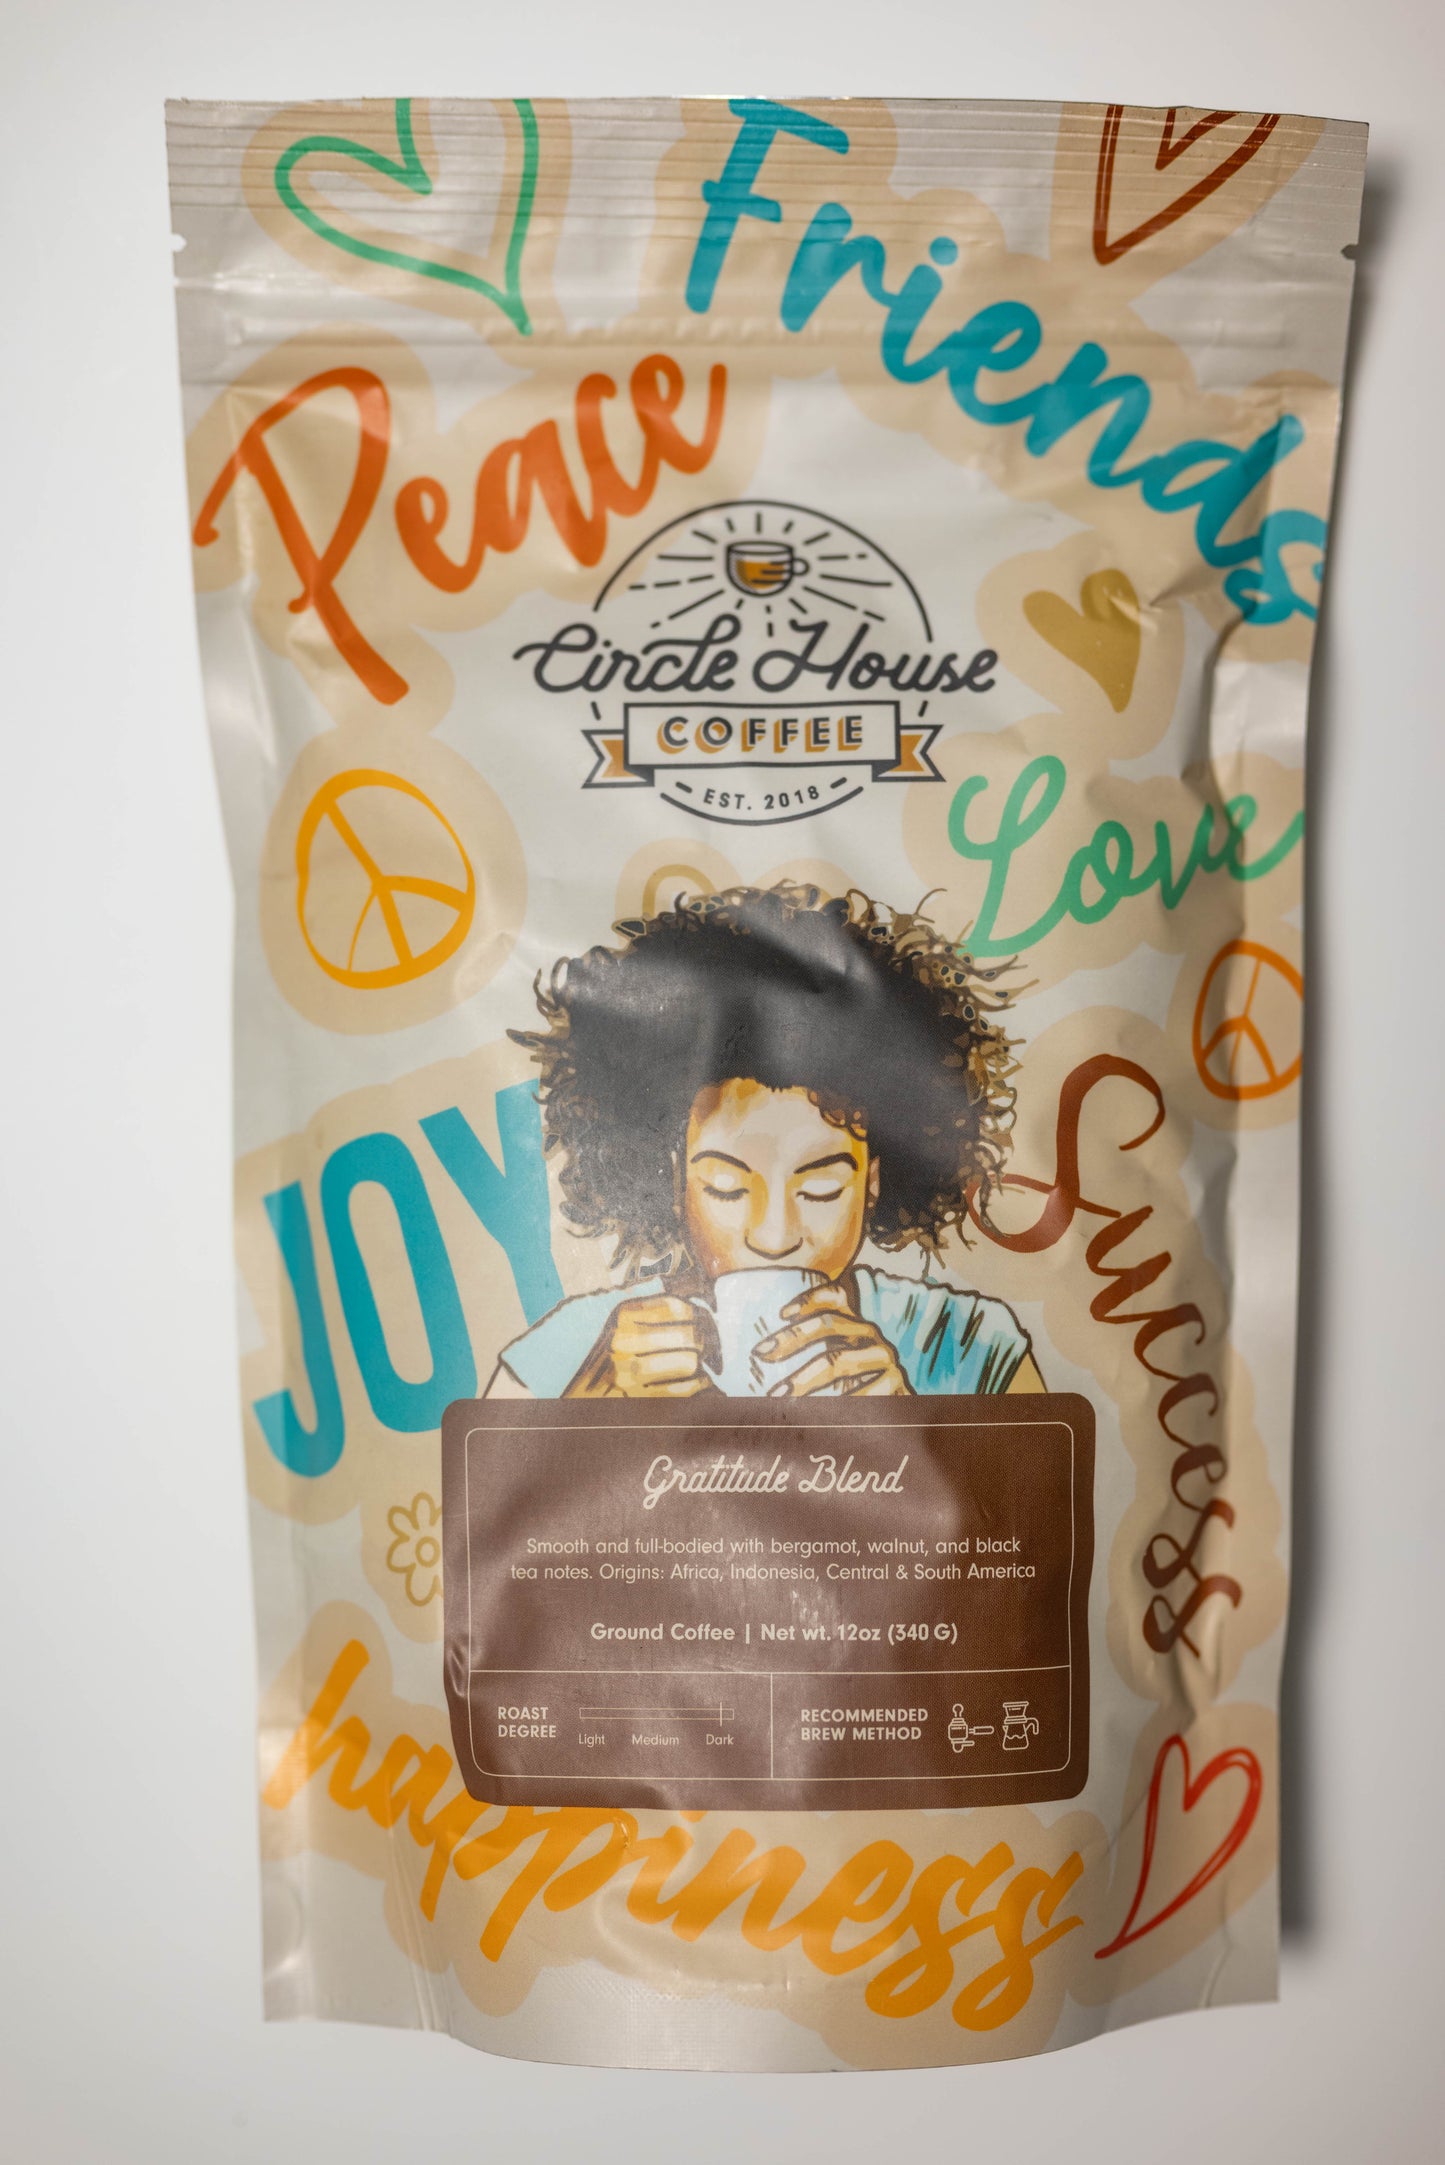 Friends
Peace
Circle House
COFFEE
EST. 2018
Love
JOY
Success
Gratitude Blend
Smooth and full-bodied with bergamot, walnut, and black
tea notes. Origins: Africa, Indonesia, Central & South America
Ground Coffee | Net wt. 12oz (340 G)
ROAST
DEGREE
Light Medium Dark
RECOMMENDED
BREW METHOD
happiness